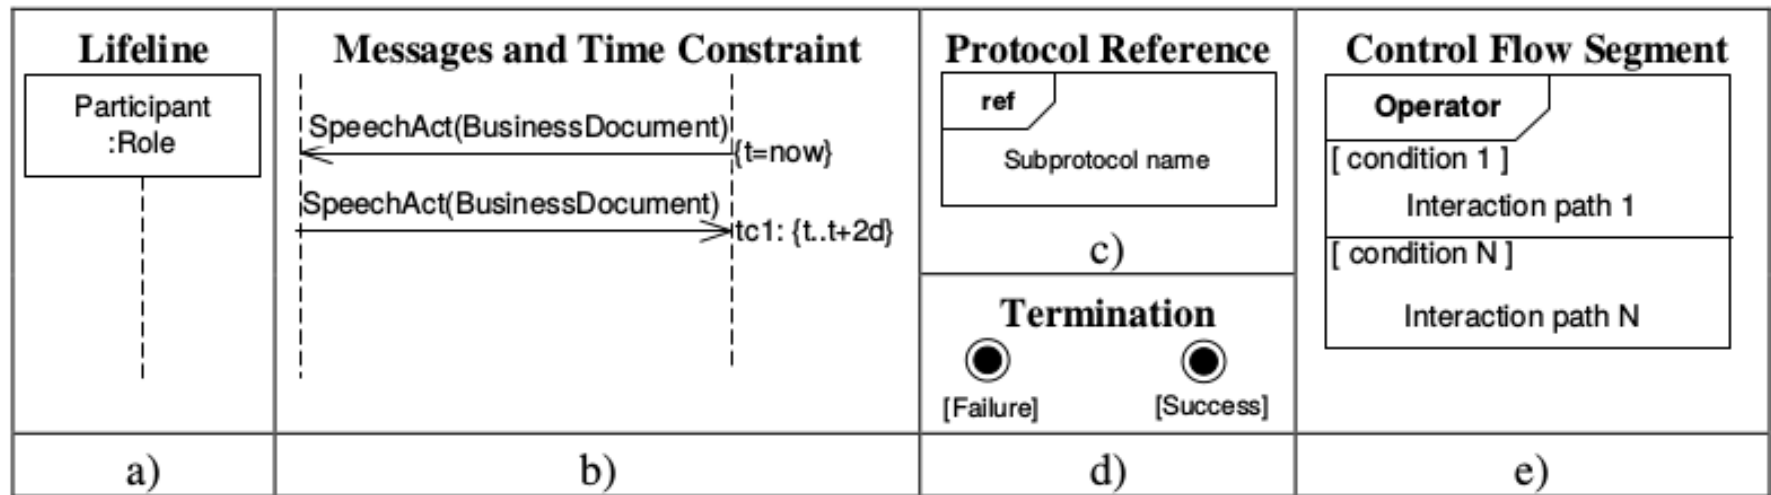 Lifeline
Participant
:Role
a)
Messages and Time Constraint
SpeechAct(BusinessDocument)
{t=now}
SpeechAct(BusinessDocument)
tc1: {t..t+2d}
b)
Protocol Reference
ref
Subprotocol name
c)
Termination
[Failure]
[Success]
d)
Control Flow Segment
Operator
[ condition 1 ]
Interaction path 1
[ condition N ]
Interaction path N
e)